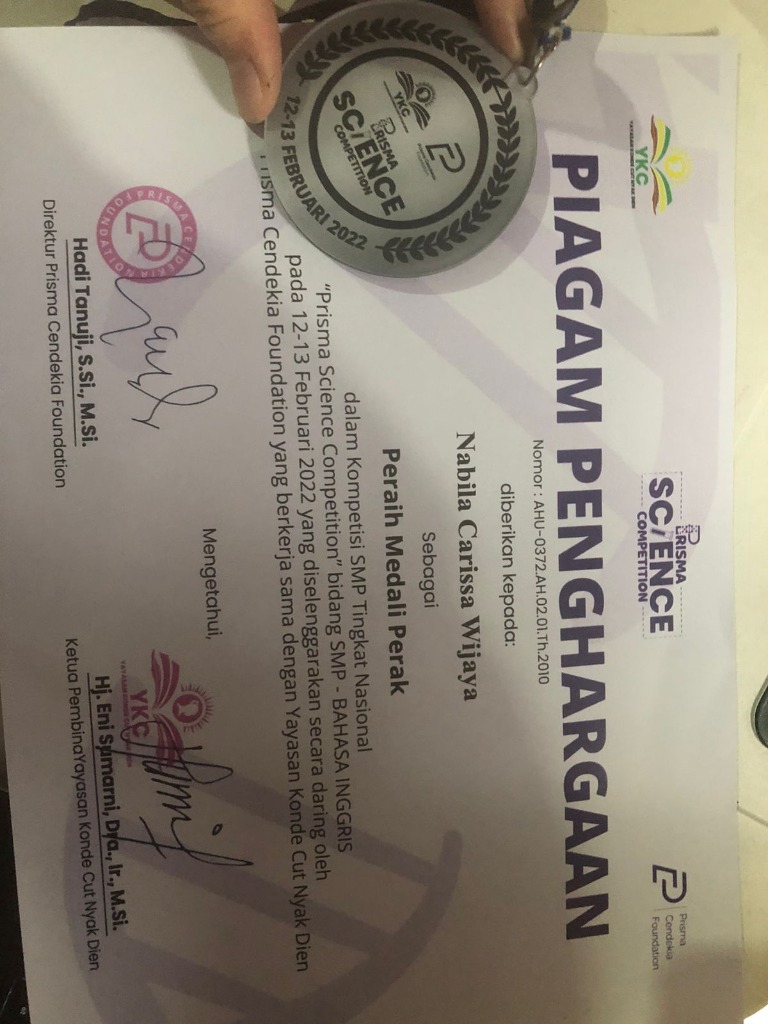 YKC
PRISMA
SCIENCE
COMPETITION
Prisma
Cendekia
Foundation
PIAGAM PENGHARGAAN
Nomor : AHU-0372.AH.02.01.Th.2010
diberikan kepada:
Nabila Carissa Wijaya
Sebagai
Peraih Medali Perak
dalam Kompetisi SMP Tingkat Nasional
“Prisma Science Competition” bidang SMP - BAHASA INGGRIS
pada 12-13 Februari 2022 yang diselenggarakan secara daring oleh
Prisma Cendekia Foundation yang berkerja sama dengan Yayasan Konde Cut Nyak Dien
Mengetahui,
PRISMA CENDEKIA FOUNDATION
Hadi Tanuji, S.Si., M.Si.
Direktur Prisma Cendekia Foundation
YKC
Hj. Eni Sumarni, Dra., Ir., M.Si.
Ketua PembinaYayasan Konde Cut Nyak Dien
YKC
PRISMA
SCIENCE
COMPETITION
12-13 FEBRUARI 2022